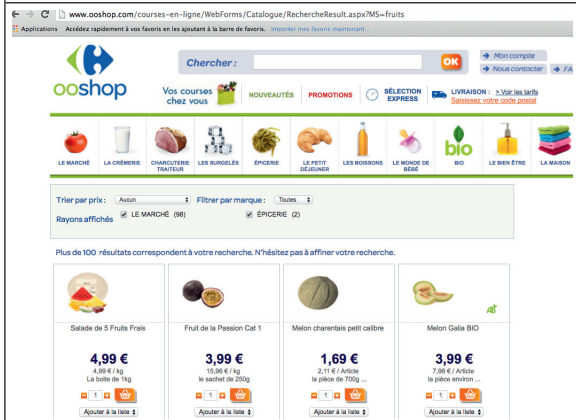 www.ooshop.com/courses-en-ligne/WebForms/Catalogue/RechercheResult.aspx?MS=fruits
Applications Accédez rapidement à vos favoris en les ajoutant à la barre de favoris. Importer mes favoris maintenant...
ooshop
Chercher :
OK
Mon compte
Nous contacter
FA
Vos courses
chez vous
NOUVEAUTÉS
PROMOTIONS
SÉLECTION
EXPRESS
LIVRAISON : > Voir les tarifs
Saisissez votre code postal
LE MARCHÉ
LA CRÈMERIE
CHARCUTERIE
TRAITEUR
LES SURGELÉS
ÉPICERIE
LE PETIT
DÉJEUNER
LES BOISSONS
LE MONDE DE
BÉBÉ
bio
BIO
LE BIEN ÊTRE
LA MAISON
Trier par prix : Aucun Filtrer par marque : Toutes
Rayons affichés LE MARCHÉ (98) ÉPICERIE (2)
Plus de 100 résultats correspondent à votre recherche. N'hésitez pas à affiner votre recherche.
Salade de 5 Fruits Frais
4,99 €
4,99 € / kg
La boite de 1kg
1
Ajouter à la liste
Fruit de la Passion Cat 1
3,99 €
15,96 € / kg
le sachet de 250g
1
Ajouter à la liste
Melon charentais petit calibre
1,69 €
2,11 € / Article
la pièce de 700g ...
1
Ajouter à la liste
AB
Melon Galia BIO
3,99 €
7,98 € / Article
la pièce environ ...
1
Ajouter à la liste